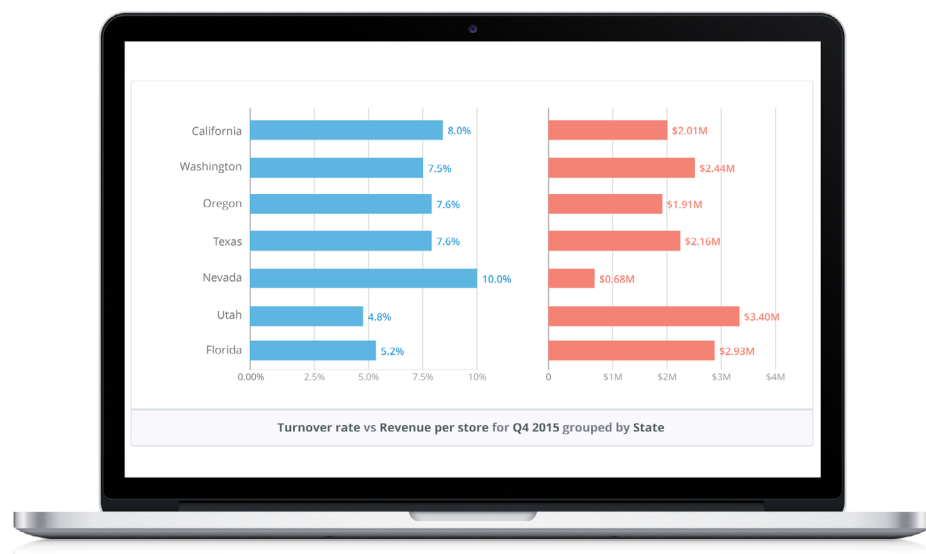 California 8.0% $2.01M
Washington 7.5% $2.44M
Oregon 7.6% $1.91M
Texas 7.6% $2.16M
Nevada 10.0% $0.68M
Utah 4.8% $3.40M
Florida 5.2% $2.93M
0.00% 2.5% 5.0% 7.5% 10% 0 $1M $2M $3M $4M
Turnover rate vs Revenue per store for Q4 2015 grouped by State